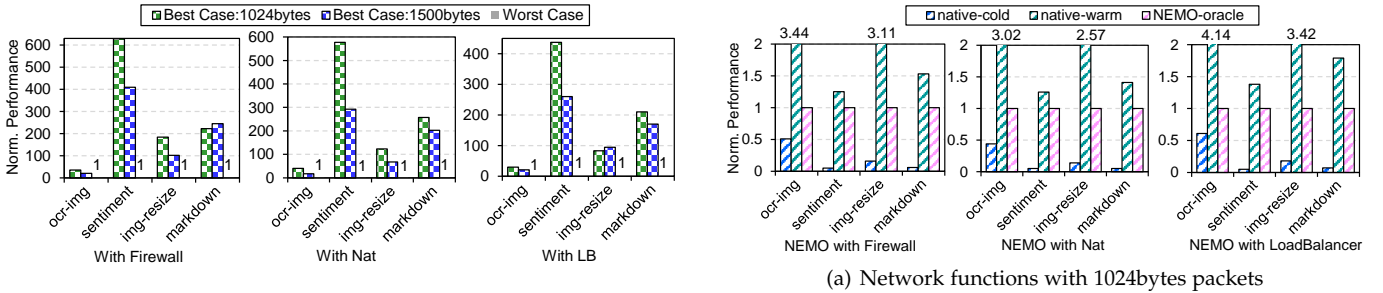 Best Case:1024bytes Best Case:1500bytes Worst Case
Norm. Performance
600
500
400
300
200
100
0
1 1 1 1
ocr-img sentiment img-resize markdown
With Firewall
600
500
400
300
200
100
0
1 1 1 1
ocr-img sentiment img-resize markdown
With Nat
400
300
200
100
0
1 1 1 1
ocr-img sentiment img-resize markdown
With LB
native-cold native-warm NEMO-oracle
Norm. Performance
3.44 3.11
2
1.5
1
0.5
0
ocr-img sentiment img-resize markdown
NEMO with Firewall
3.02 2.57
2
1.5
1
0.5
0
ocr-img sentiment img-resize markdown
NEMO with Nat
4.14 3.42
2
1.5
1
0.5
0
ocr-img sentiment img-resize markdown
NEMO with LoadBalancer
(a) Network functions with 1024bytes packets